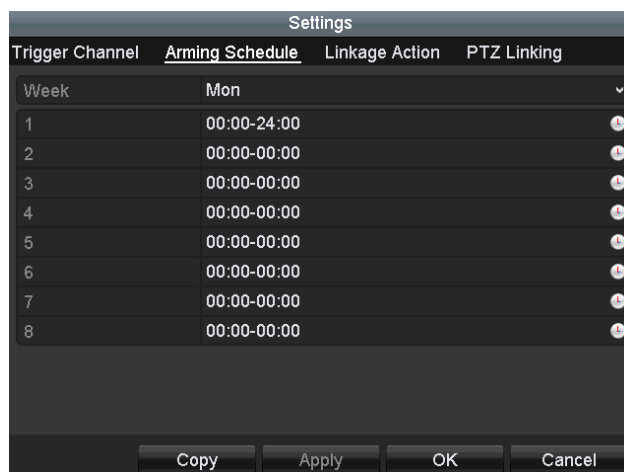 Settings
Trigger Channel Arming Schedule Linkage Action PTZ Linking
Week Mon
1 00:00-24:00
2 00:00-00:00
3 00:00-00:00
4 00:00-00:00
5 00:00-00:00
6 00:00-00:00
7 00:00-00:00
8 00:00-00:00
Copy Apply OK Cancel